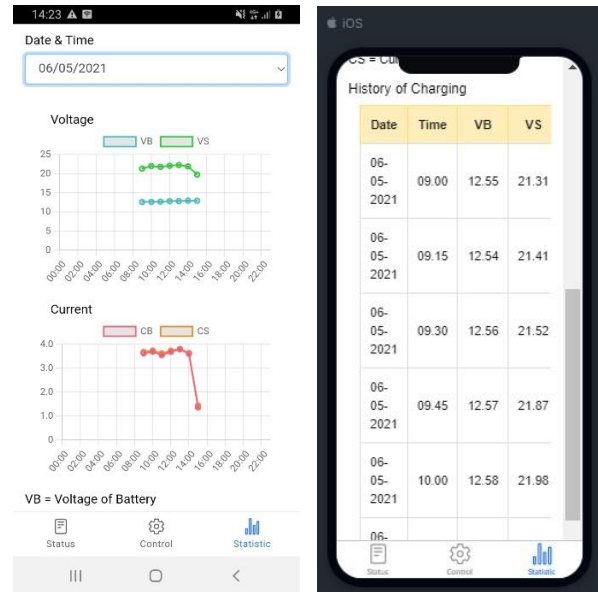 14:23
Date & Time
06/05/2021
Voltage
VB VS
25
20
15
10
5
0
00:00 02:00 04:00 06:00 08:00 10:00 12:00 14:00 16:00 18:00 20:00 22:00
Current
CB CS
4.0
3.0
2.0
1.0
0
00:00 02:00 04:00 06:00 08:00 10:00 12:00 14:00 16:00 18:00 20:00 22:00
VB = Voltage of Battery
Status Control Statistic
iOS
CS =
History of Charging
Date Time VB VS
06-
05- 09.00 12.55 21.31
2021
06-
05- 09.15 12.54 21.41
2021
06-
05- 09.30 12.56 21.52
2021
06-
05- 09.45 12.57 21.87
2021
06-
05- 10.00 12.58 21.98
2021
06-
Status Control Statistic